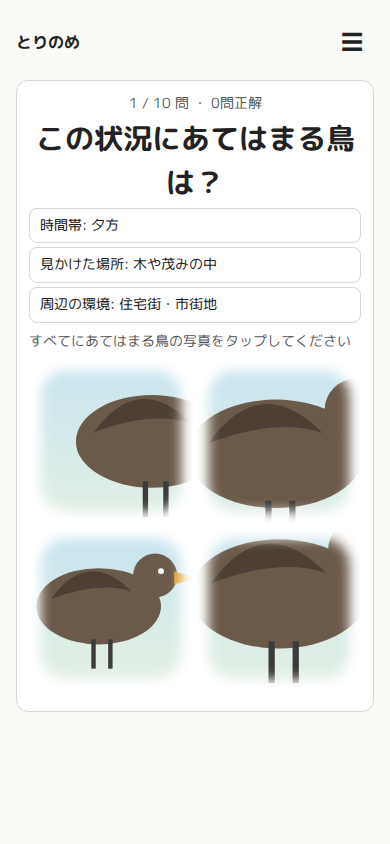 とりのめ
1 / 10 問 · 0問正解
この状況にあてはまる鳥
は？
時間帯: 夕方
見かけた場所: 木や茂みの中
周辺の環境: 住宅街・市街地
すべてにあてはまる鳥の写真をタップしてください